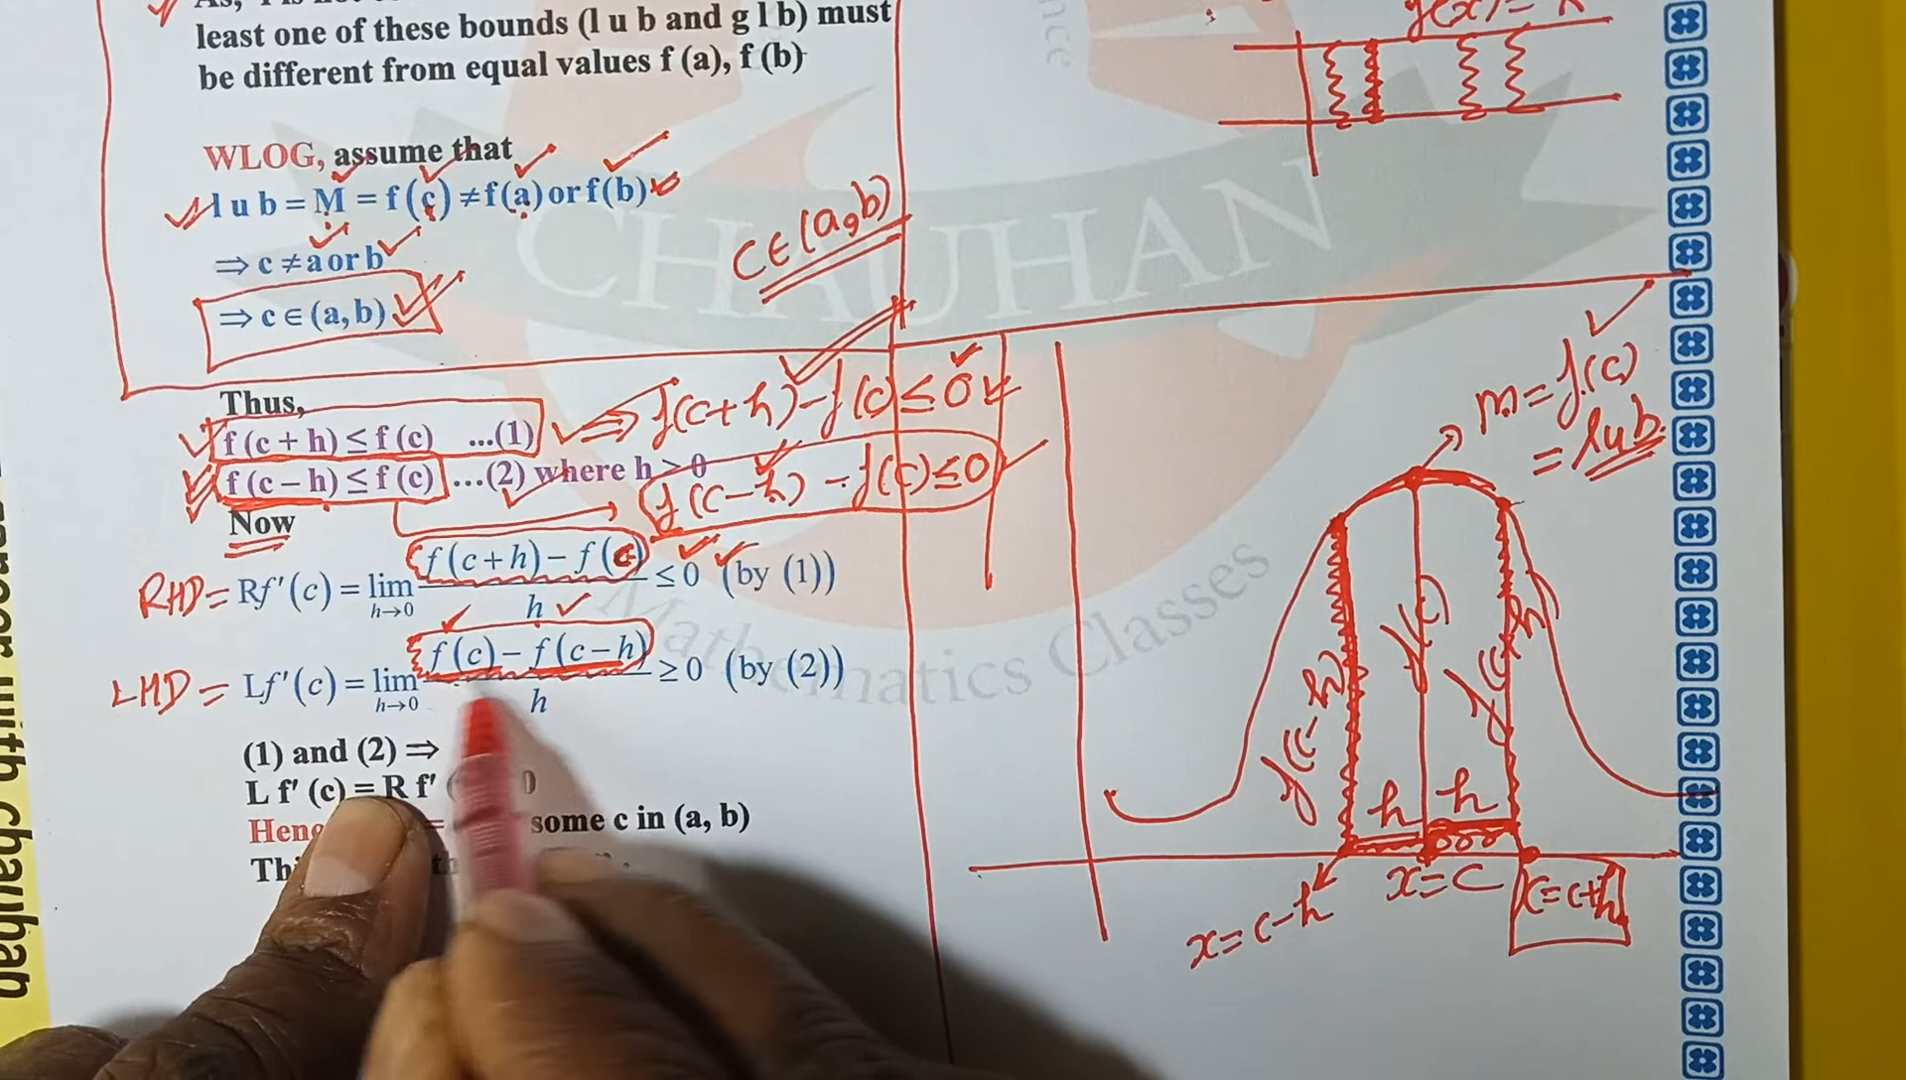 least one of these bounds (l u b and g l b) must
be different from equal values f (a), f (b)
WLOG, assume that
l u b = M = f (c) ≠ f(a) or f(b)
⇒ c ≠ a or b
⇒ c ∈ (a, b)
C ∈ (a, b)
Thus,
f (c + h) ≤ f (c) ...(1)
⇒ f(c+h) - f(c) ≤ 0
f (c – h) ≤ f (c) ...(2) where h > 0
f(c-h) - f(c) ≤ 0
Now
RHD = Rf'(c) = lim h→0 f(c+h) – f(c) / h ≤ 0 (by (1))
LHD = Lf'(c) = lim h→0 f(c) – f(c–h) / h ≥ 0 (by (2))
(1) and (2) ⇒
L f' (c) = R f'
some c in (a, b)
M = f(c)
= lub
f(c-h)
f(c)
f(c+h)
h
h
x = c-h
x = c
x = c+h
CHAUHAN
Mathematics Classes
with chauhan